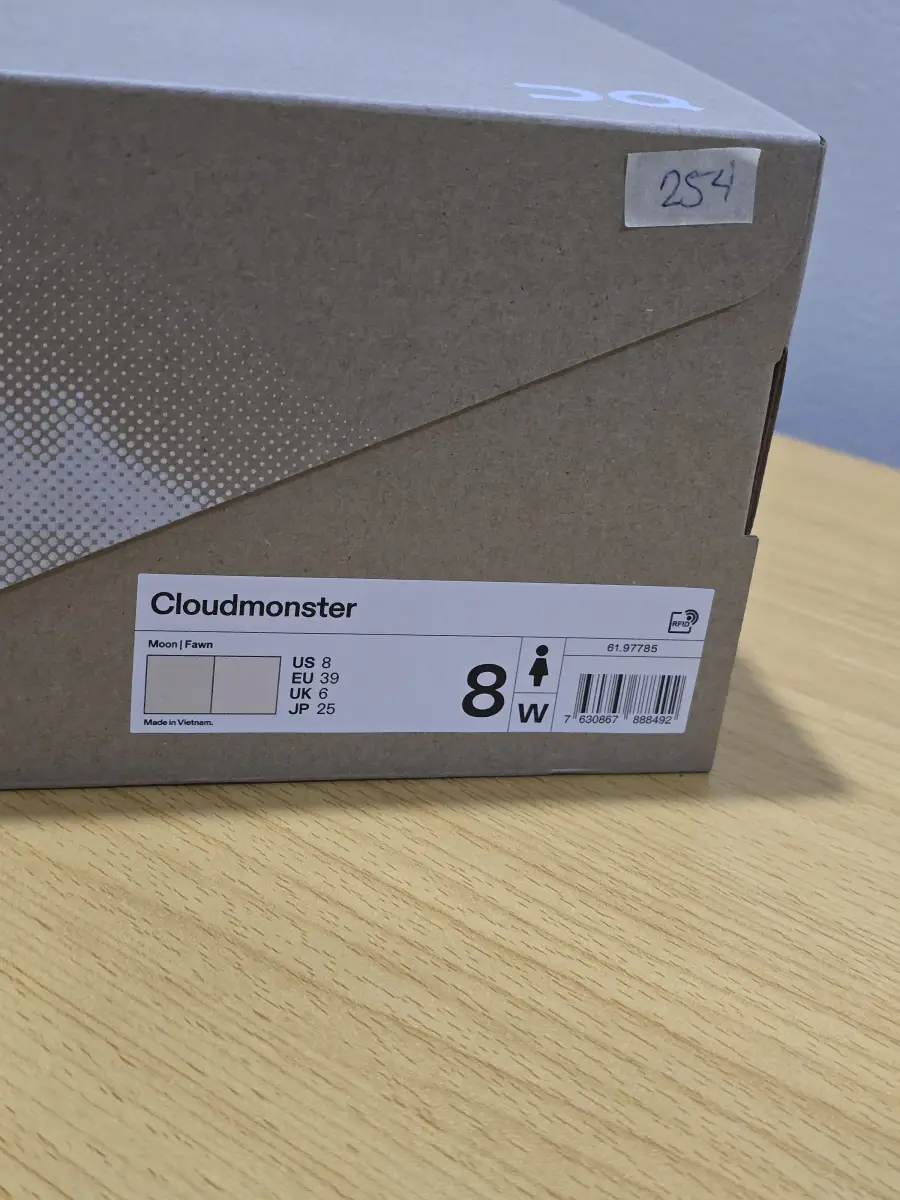 on
254
Cloudmonster
RFID
Moon | Fawn
61.97785
US 8
EU 39
UK 6
JP 25
8
W
Made in Vietnam.
7 630867 888492